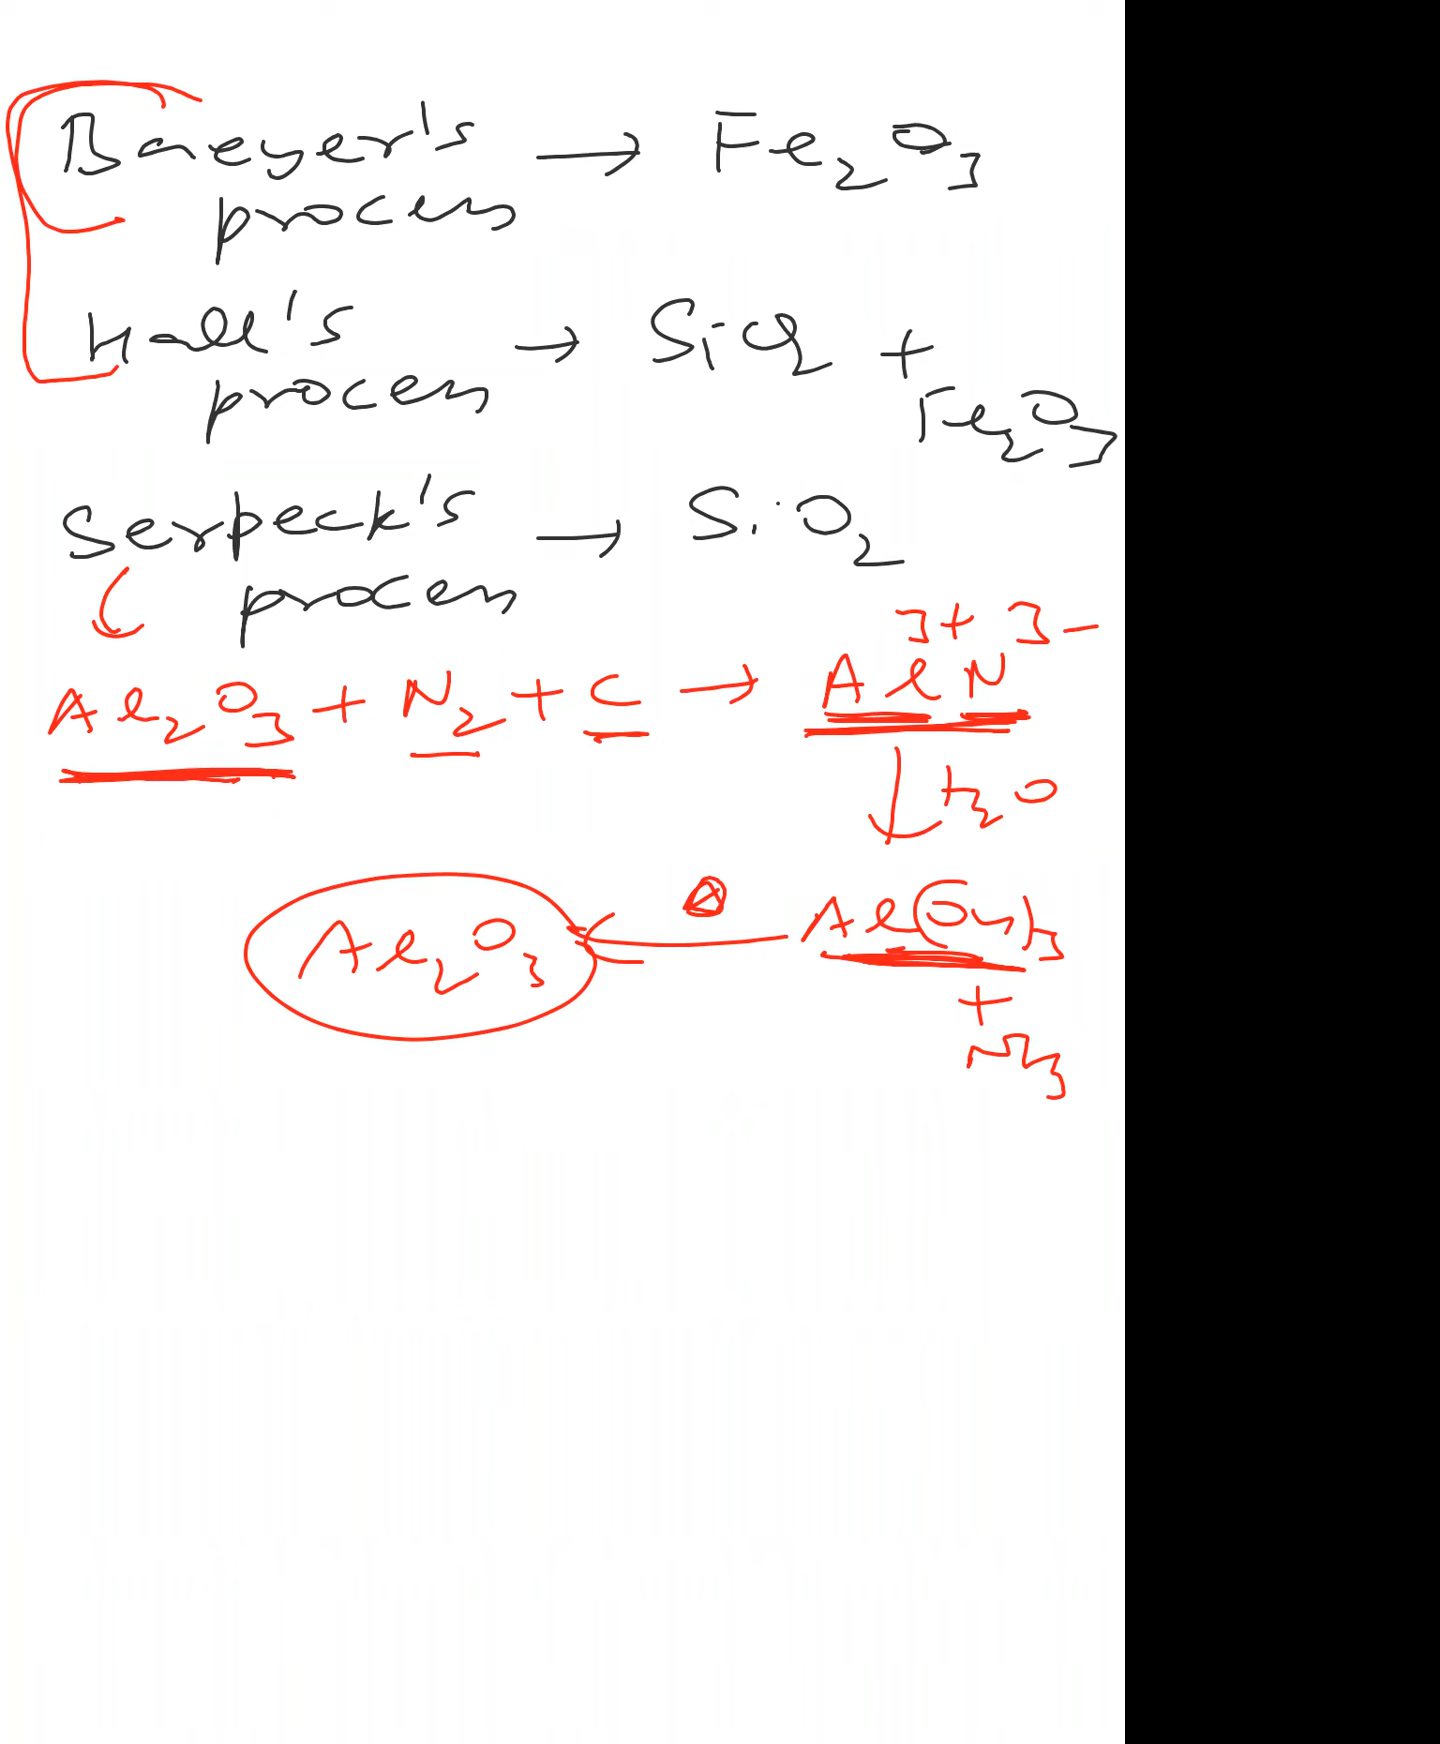 Baeyer's → Fe₂O₃
process
Hall's → SiO₂ +
process Fe₂O₃
Serpeck's → SiO₂
process
3+ 3-
Al₂O₃ + N₂ + C → AlN
↓ H₂O
Al₂O₃ ← Δ Al(OH)₃
+
NH₃